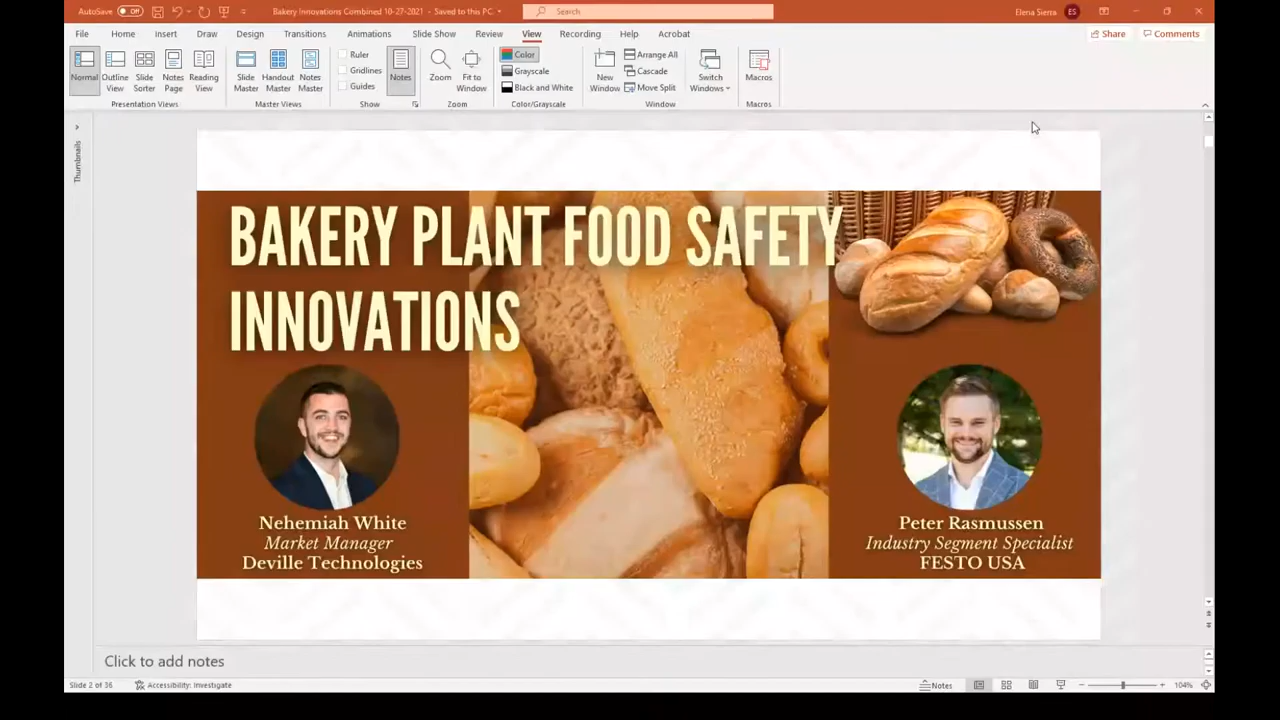 AutoSave Off
Bakery Innovations Combined 10-27-2021 - Saved to this PC
Search
Elena Sierra ES
File Home Insert Draw Design Transitions Animations Slide Show Review View Recording Help Acrobat
Share Comments
Normal
Outline View
Slide Sorter
Notes Page
Reading View
Presentation Views
Slide Master
Handout Master
Notes Master
Master Views
Ruler
Gridlines
Guides
Show
Notes
Zoom
Fit to Window
Zoom
Color
Grayscale
Black and White
Color/Grayscale
New Window
Arrange All
Cascade
Move Split
Window
Switch Windows
Macros
Macros
Thumbnails
BAKERY PLANT FOOD SAFETY
INNOVATIONS
Nehemiah White
Market Manager
Deville Technologies
Peter Rasmussen
Industry Segment Specialist
FESTO USA
Click to add notes
Slide 2 of 36 Accessibility: Investigate Notes 104%